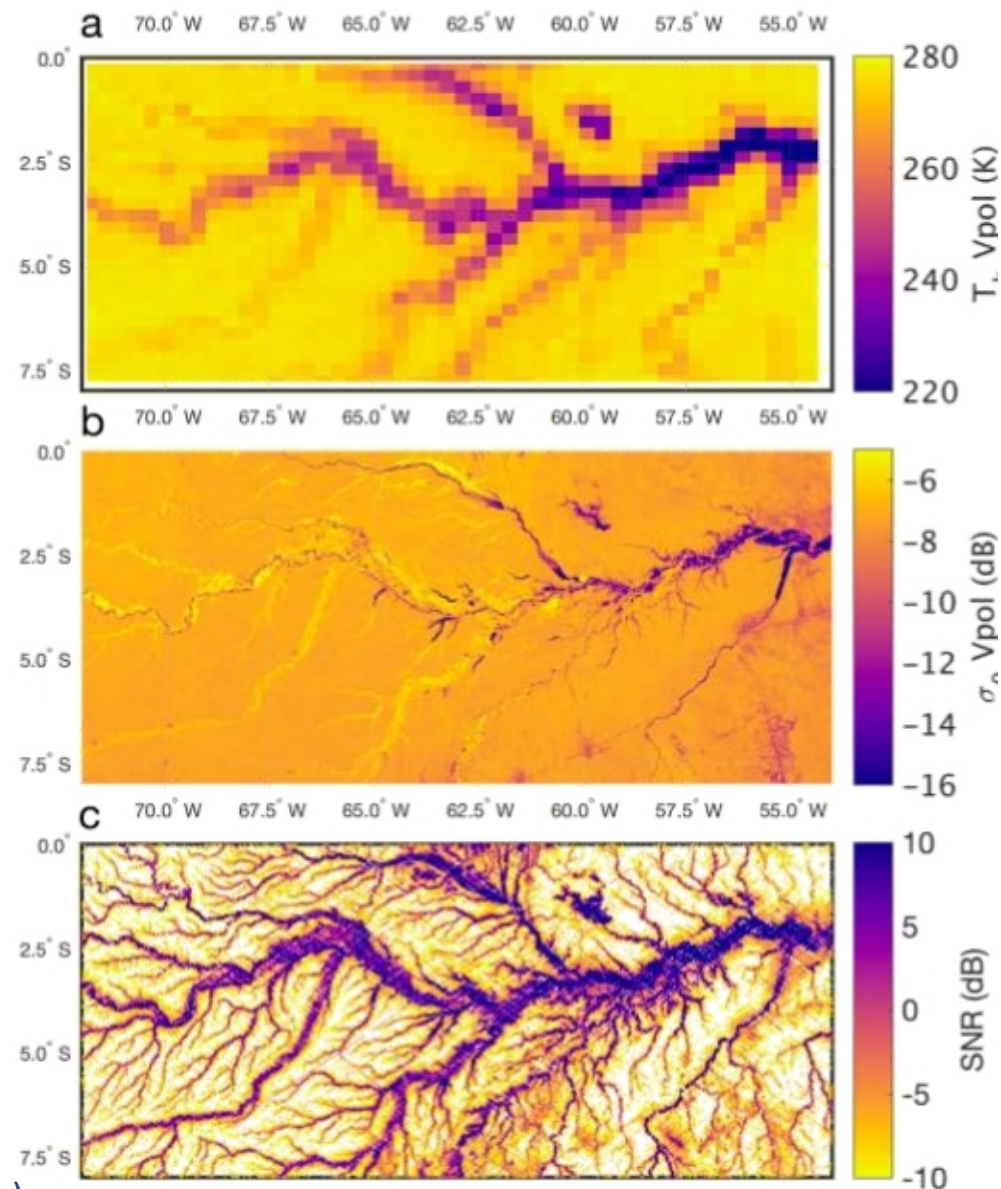 a
70.0° W 67.5° W 65.0° W 62.5° W 60.0° W 57.5° W 55.0° W
0.0°
2.5° S
5.0° S
7.5° S
280
260
240
220
Vpol (K)
70.0° W 67.5° W 65.0° W 62.5° W 60.0° W 57.5° W 55.0° W
b
0.0°
2.5° S
5.0° S
7.5° S
−6
−8
−10
−12
−14
−16
σ₀ Vpol (dB)
70.0° W 67.5° W 65.0° W 62.5° W 60.0° W 57.5° W 55.0° W
c
0.0°
2.5° S
5.0° S
7.5° S
10
5
0
-5
-10
SNR (dB)